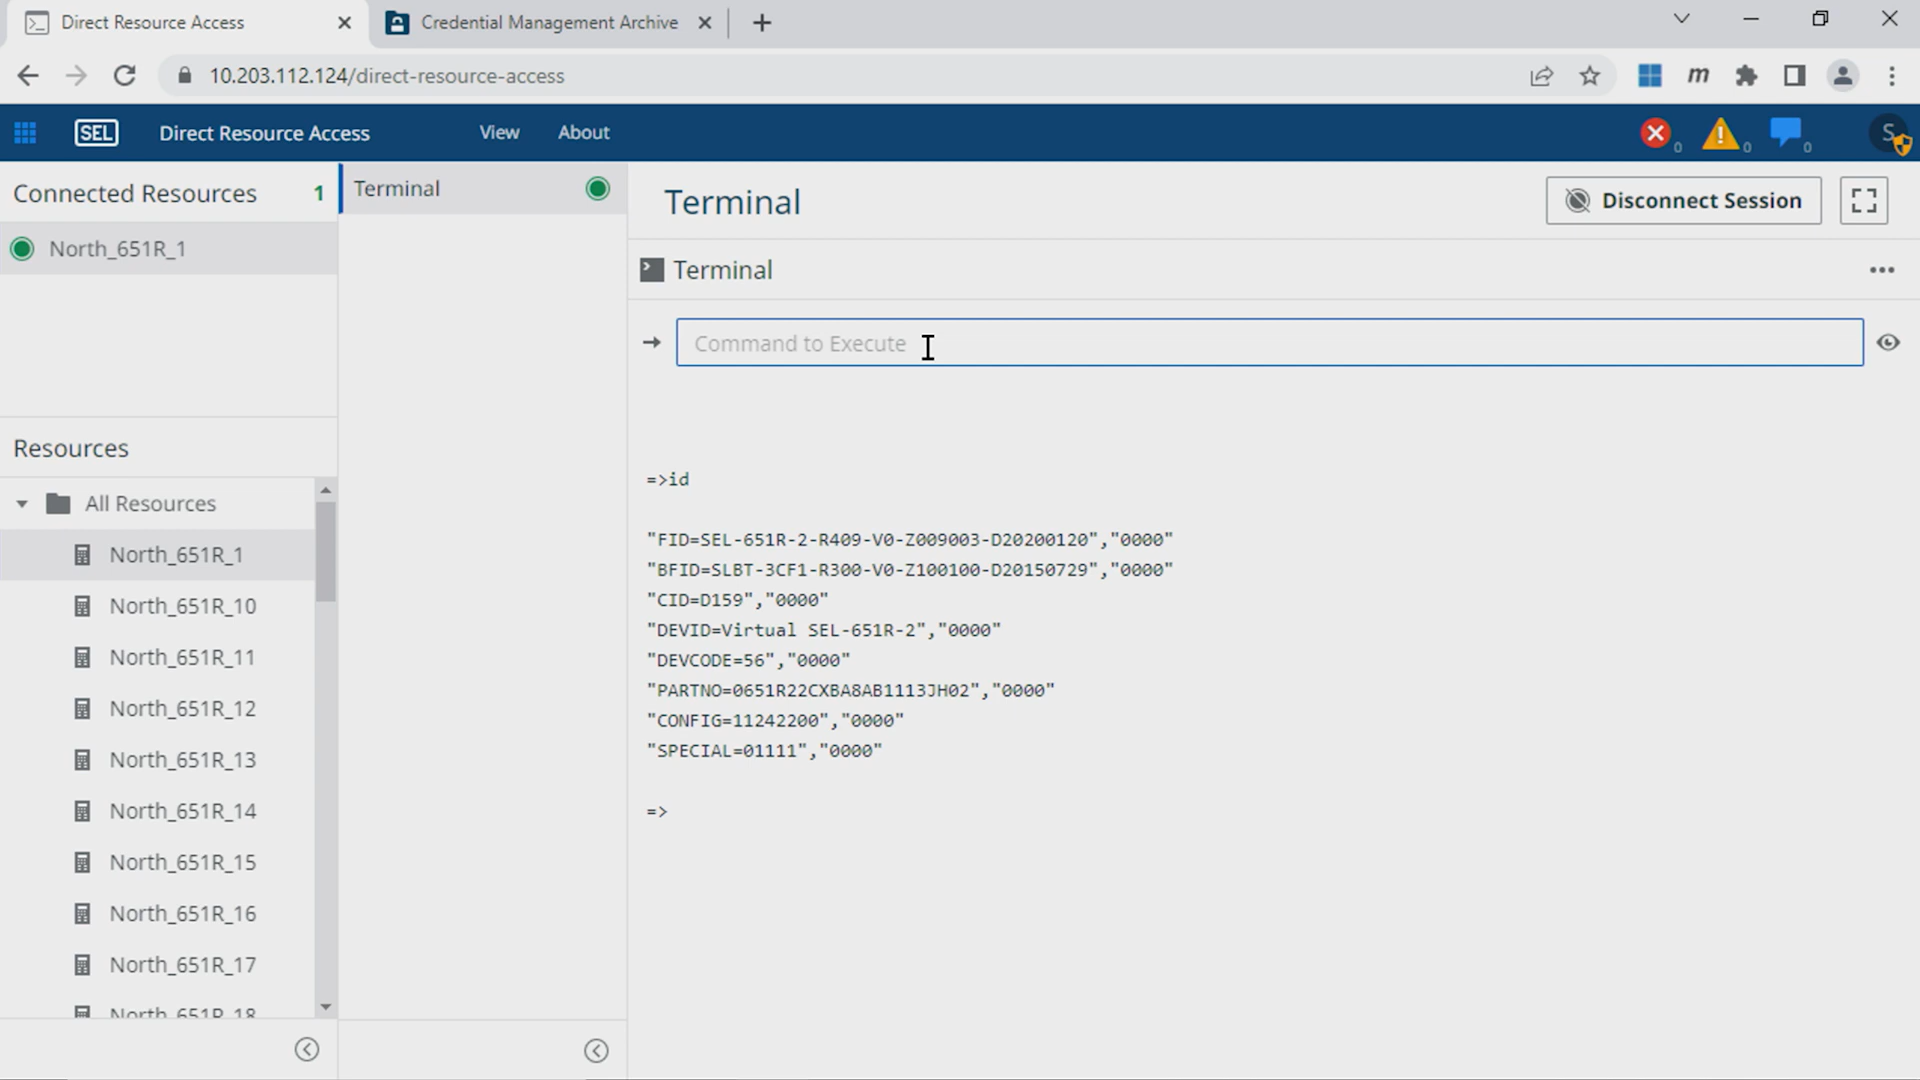 Direct Resource Access
Credential Management Archive
10.203.112.124/direct-resource-access
m
SEL
Direct Resource Access
View
About
0
0
0
S
Connected Resources 1
North_651R_1
Resources
All Resources
North_651R_1
North_651R_10
North_651R_11
North_651R_12
North_651R_13
North_651R_14
North_651R_15
North_651R_16
North_651R_17
North_651R_18
Terminal
Terminal
Disconnect Session
Terminal
Command to Execute
=>id
"FID=SEL-651R-2-R409-V0-Z009003-D20200120","0000"
"BFID=SLBT-3CF1-R300-V0-Z100100-D20150729","0000"
"CID=D159","0000"
"DEVID=Virtual SEL-651R-2","0000"
"DEVCODE=56","0000"
"PARTNO=0651R22CXBA8AB1113JH02","0000"
"CONFIG=11242200","0000"
"SPECIAL=01111","0000"
=>